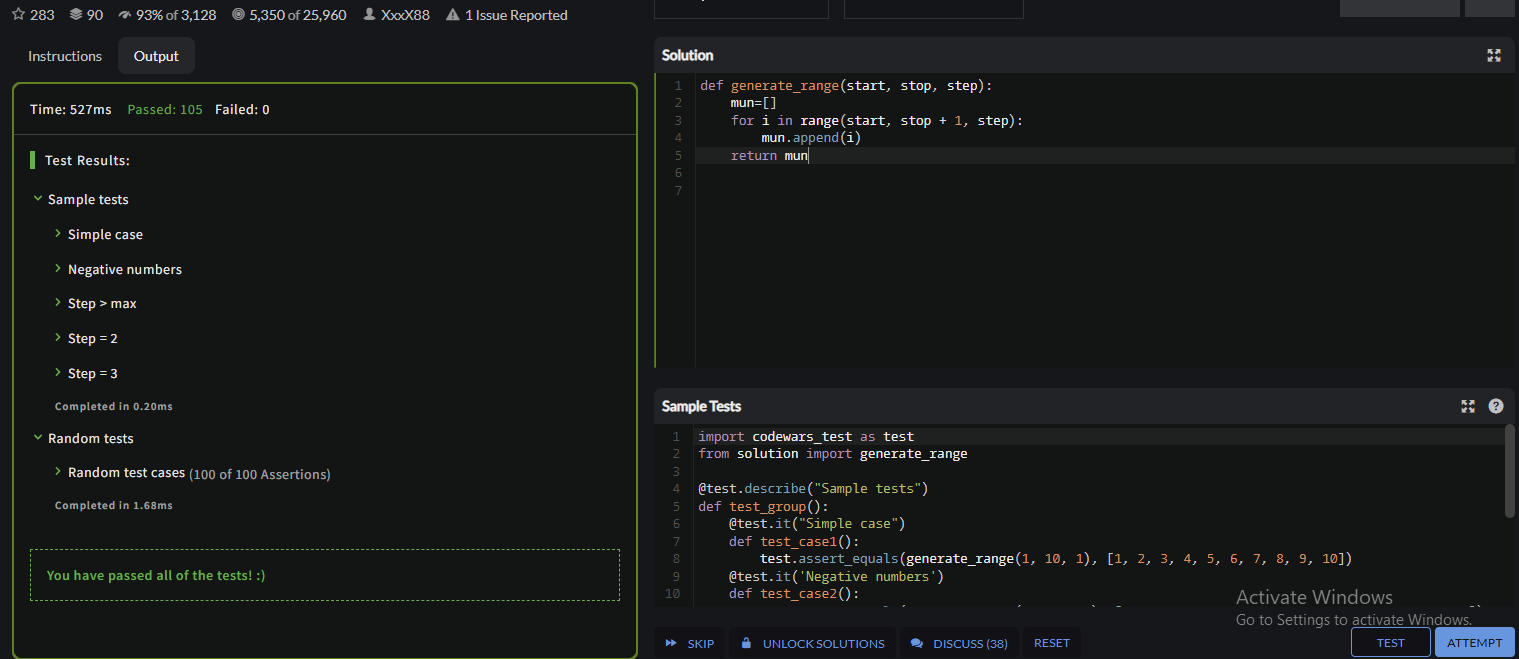 283 90 93% of 3,128 5,350 of 25,960 XxxX88 1 Issue Reported
Instructions Output
Time: 527ms Passed: 105 Failed: 0
Test Results:
Sample tests
Simple case
Negative numbers
Step > max
Step = 2
Step = 3
Completed in 0.20ms
Random tests
Random test cases (100 of 100 Assertions)
Completed in 1.68ms
You have passed all of the tests! :)
Solution
1 def generate_range(start, stop, step):
2 mun=[]
3 for i in range(start, stop + 1, step):
4 mun.append(i)
5 return mun
6
7
Sample Tests
1 import codewars_test as test
2 from solution import generate_range
3
4 @test.describe("Sample tests")
5 def test_group():
6 @test.it("Simple case")
7 def test_case1():
8 test.assert_equals(generate_range(1, 10, 1), [1, 2, 3, 4, 5, 6, 7, 8, 9, 10])
9 @test.it('Negative numbers')
10 def test_case2():
Activate Windows
Go to Settings to activate Windows.
SKIP UNLOCK SOLUTIONS DISCUSS (38) RESET TEST ATTEMPT